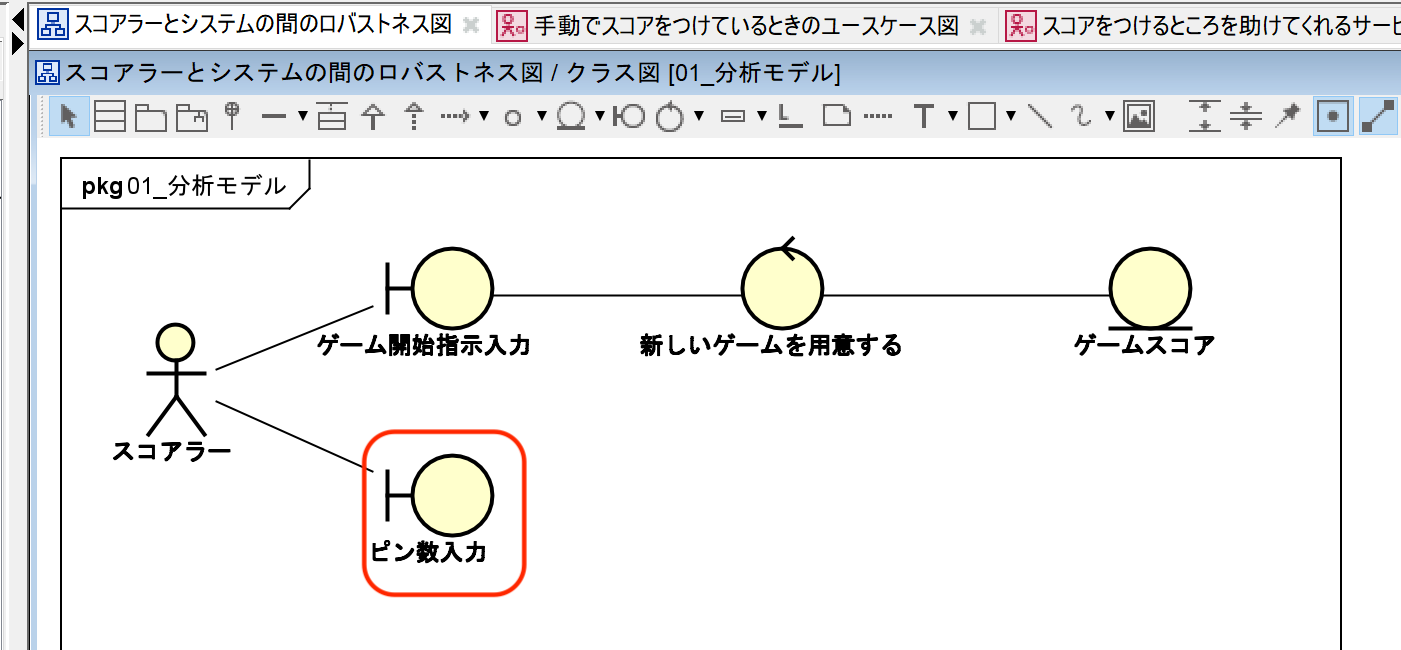 スコアラーとシステムの間のロバストネス図
手動でスコアをつけているときのユースケース図
スコアをつけるところを助けてくれるサービ
スコアラーとシステムの間のロバストネス図 / クラス図 [01_分析モデル]
pkg 01_分析モデル
ゲーム開始指示入力
新しいゲームを用意する
ゲームスコア
スコアラー
ピン数入力